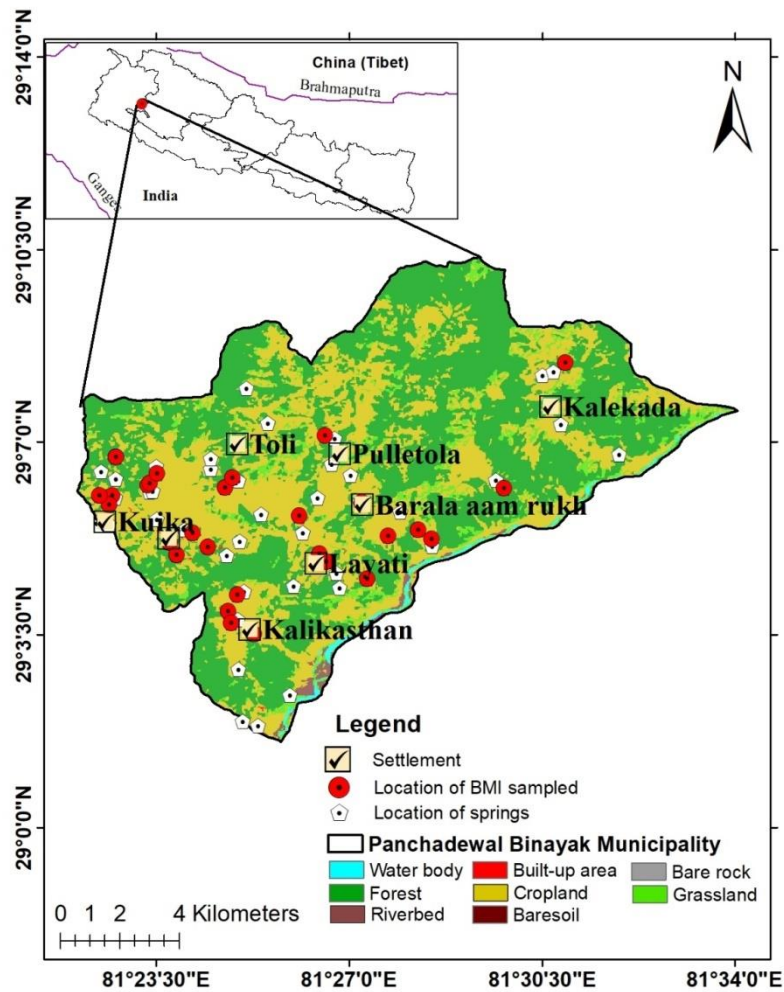 China (Tibet)
Brahmaputra
Ganges
India
N
29°14'0"N
29°10'30"N
29°7'0"N
29°3'30"N
29°0'0"N
Kalekada
Toli
Pulletola
Barala aam rukh
Kuika
Layati
Kalikasthan
Legend
Settlement
Location of BMI sampled
Location of springs
Panchadewal Binayak Municipality
Water body Built-up area Bare rock
Forest Cropland Grassland
Riverbed Baresoil
0 1 2 4 Kilometers
81°23'30"E 81°27'0"E 81°30'30"E 81°34'0"E